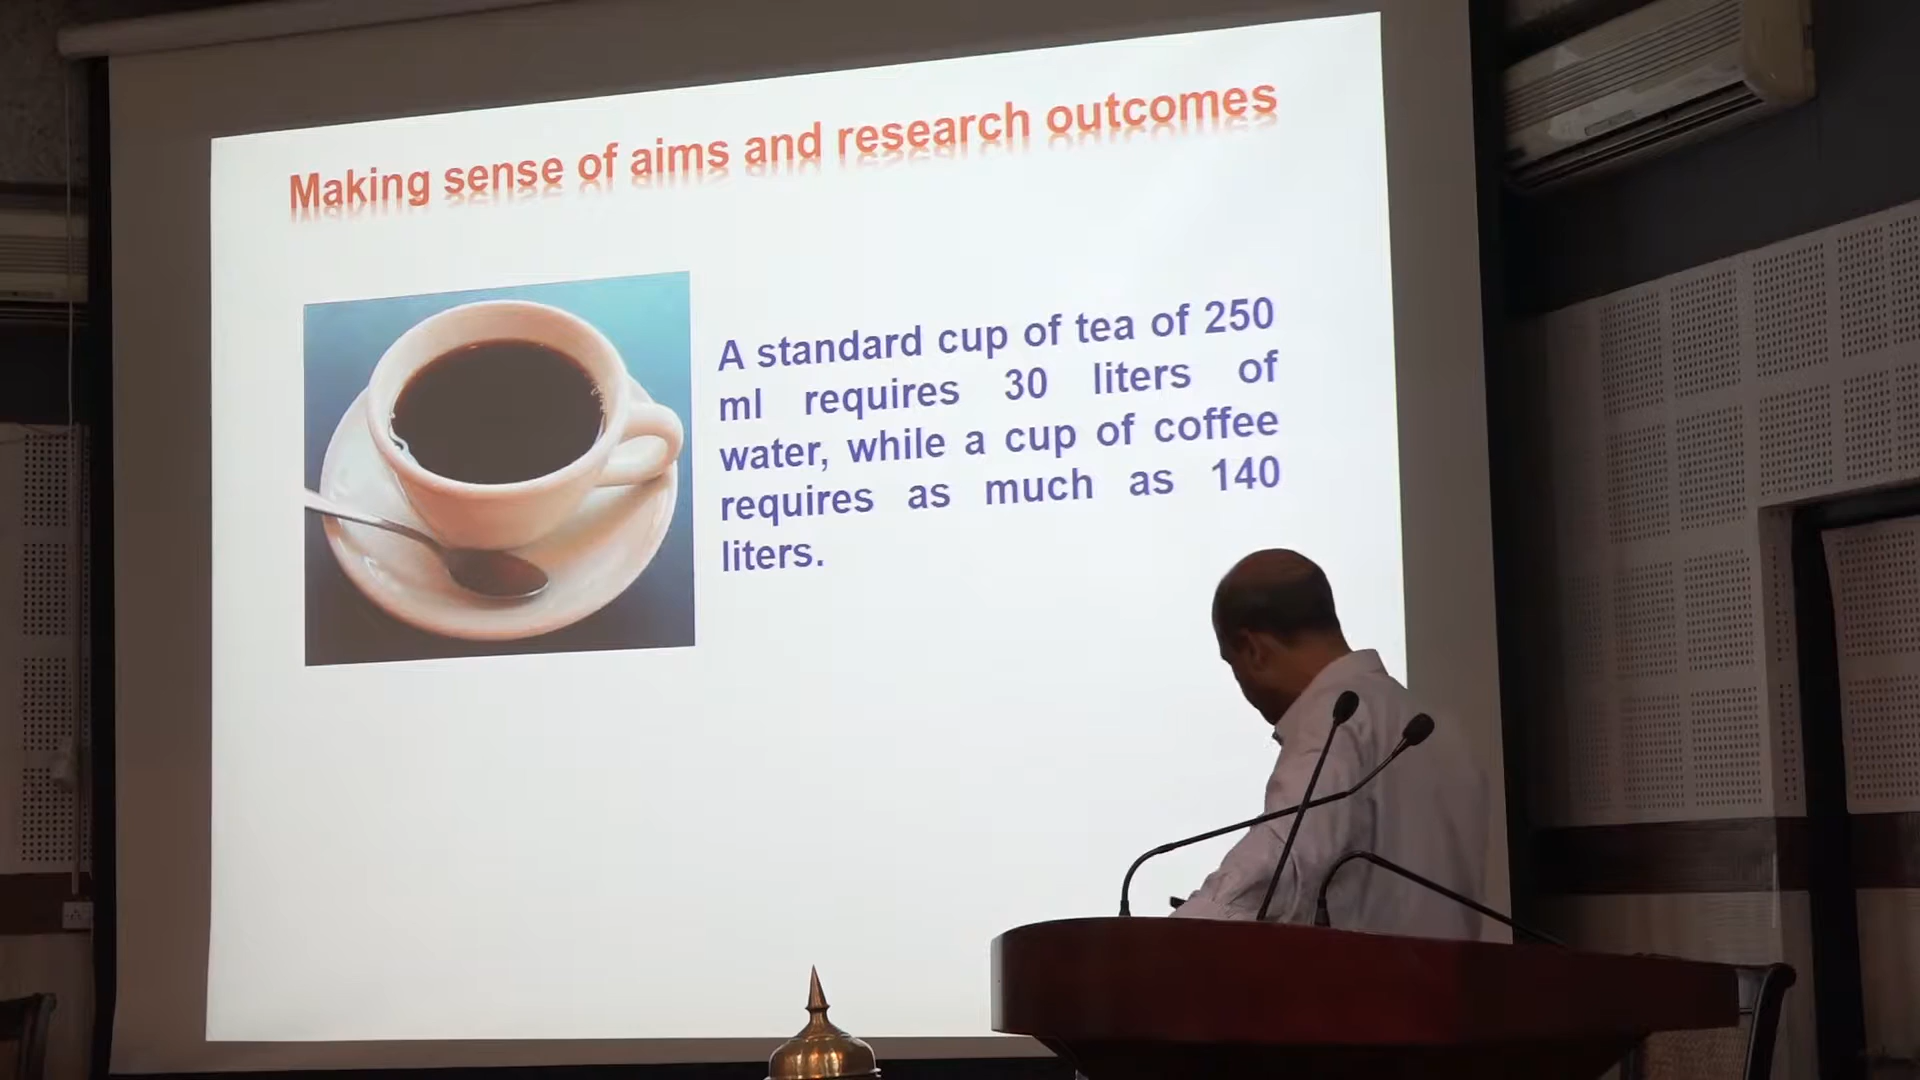 Making sense of aims and research outcomes
A standard cup of tea of 250
ml requires 30 liters of
water, while a cup of coffee
requires as much as 140
liters.